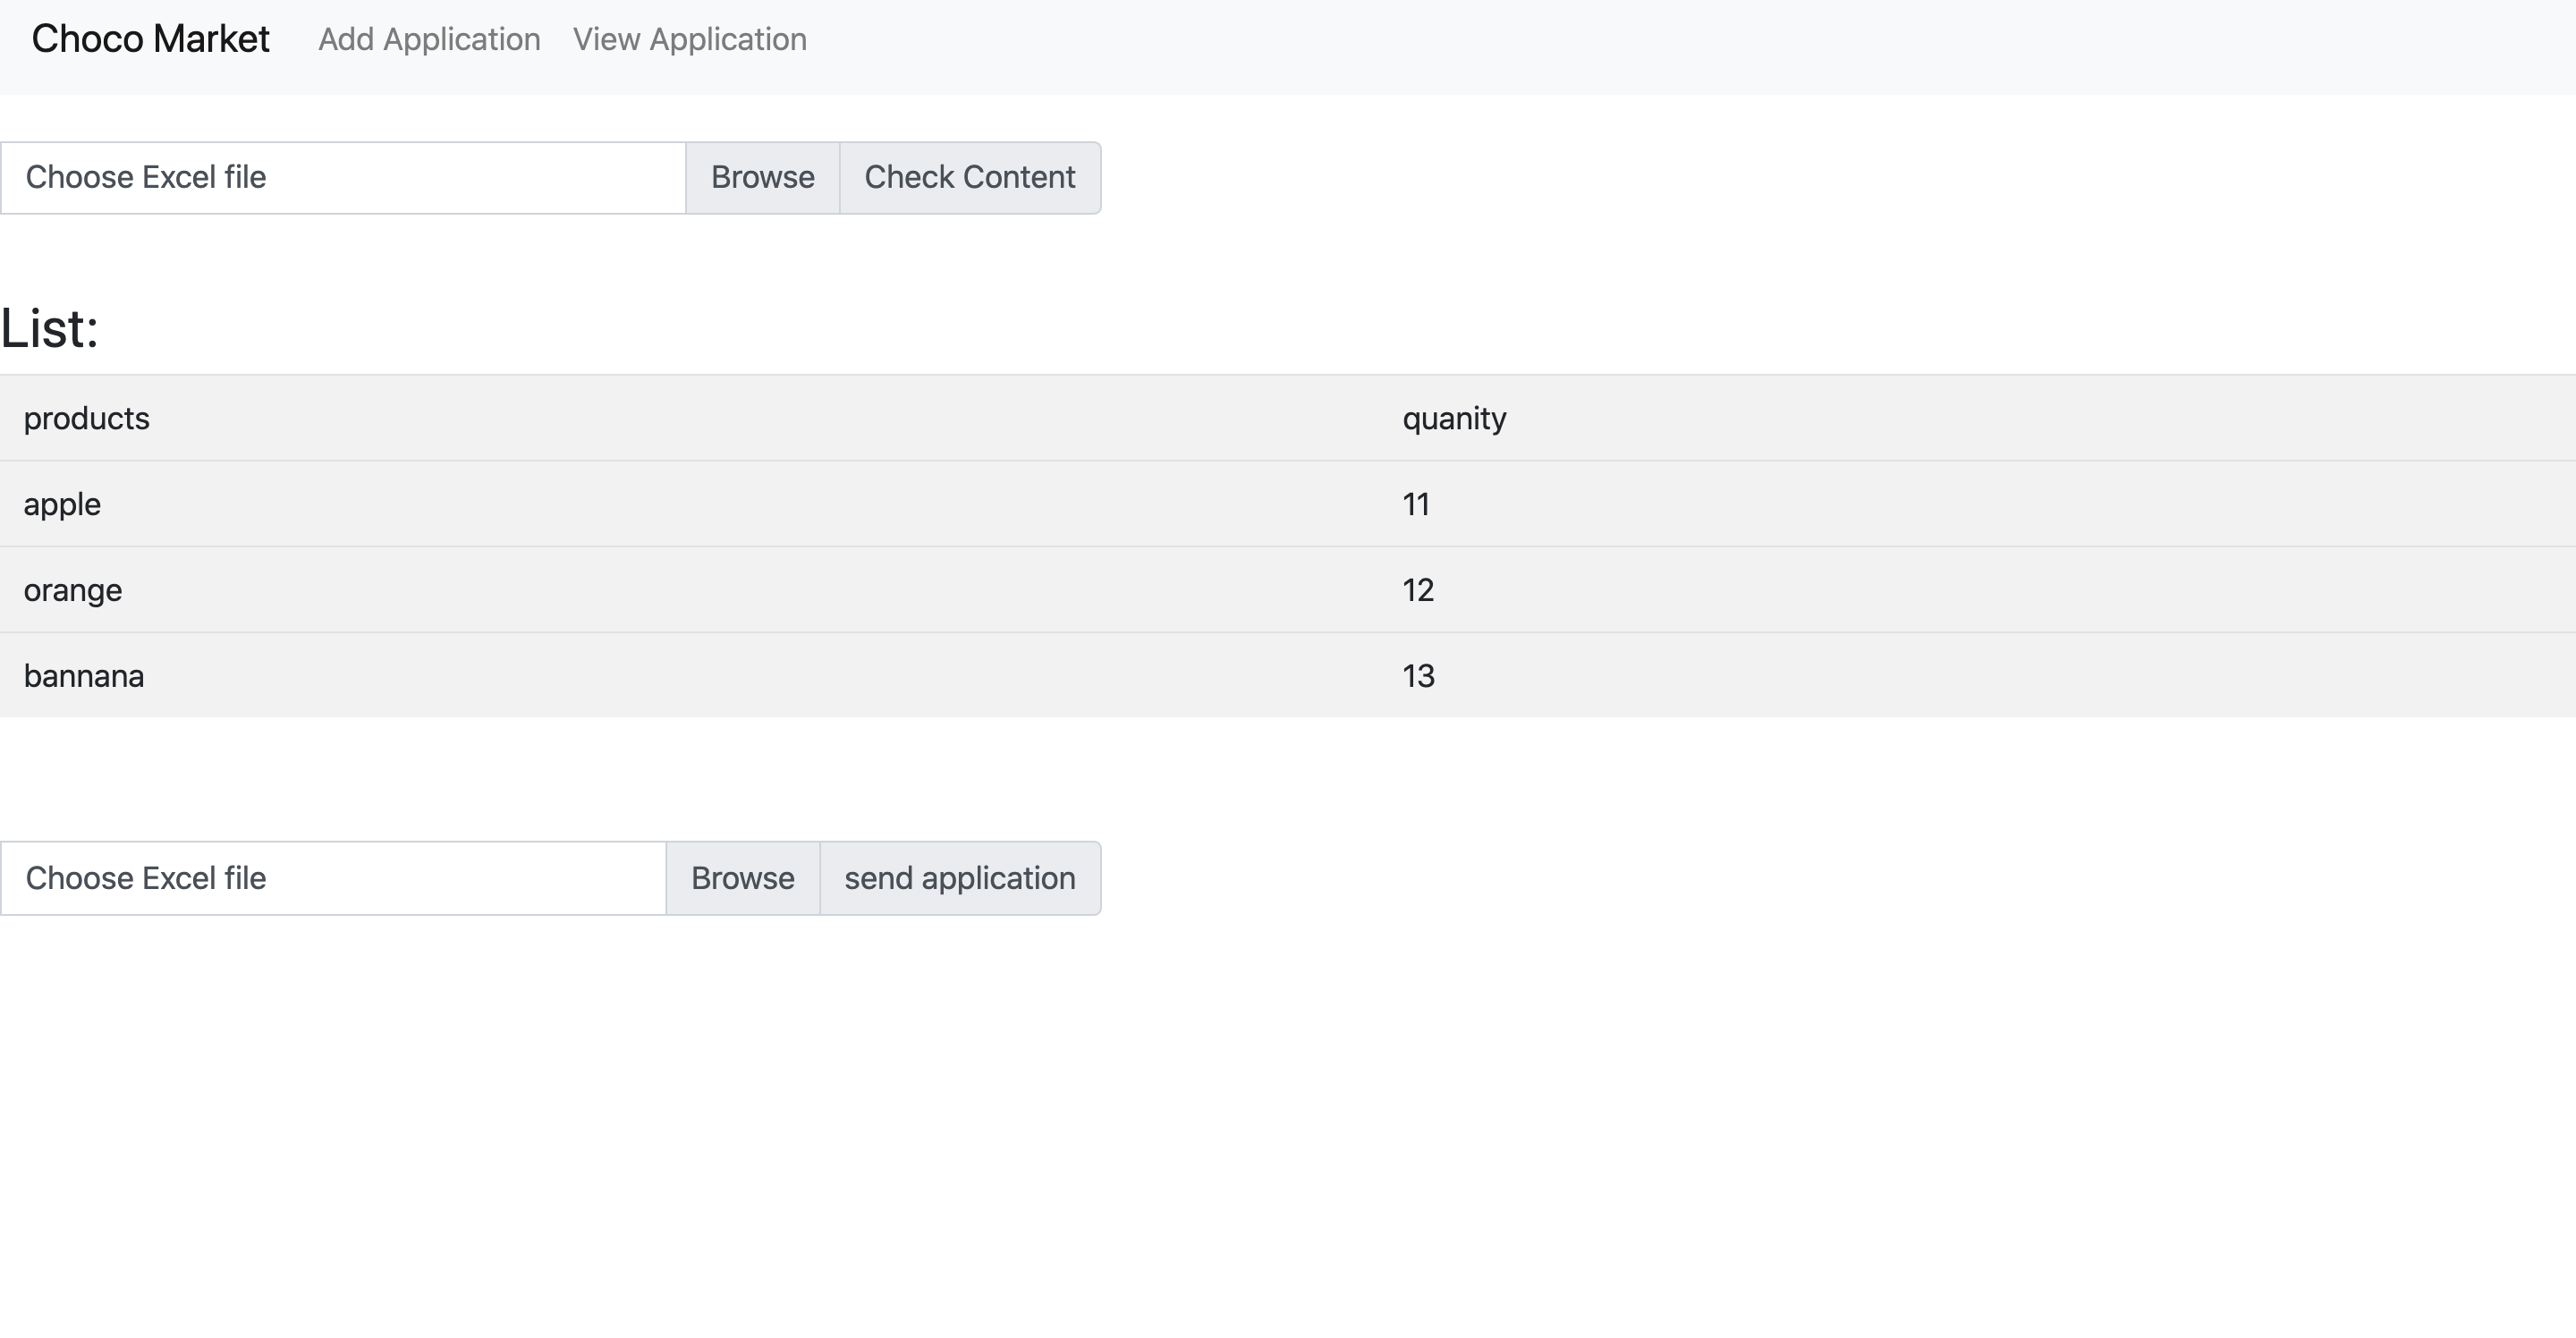 Choco Market Add Application View Application
Choose Excel file Browse Check Content
List:
products quanity
apple 11
orange 12
bannana 13
Choose Excel file Browse send application